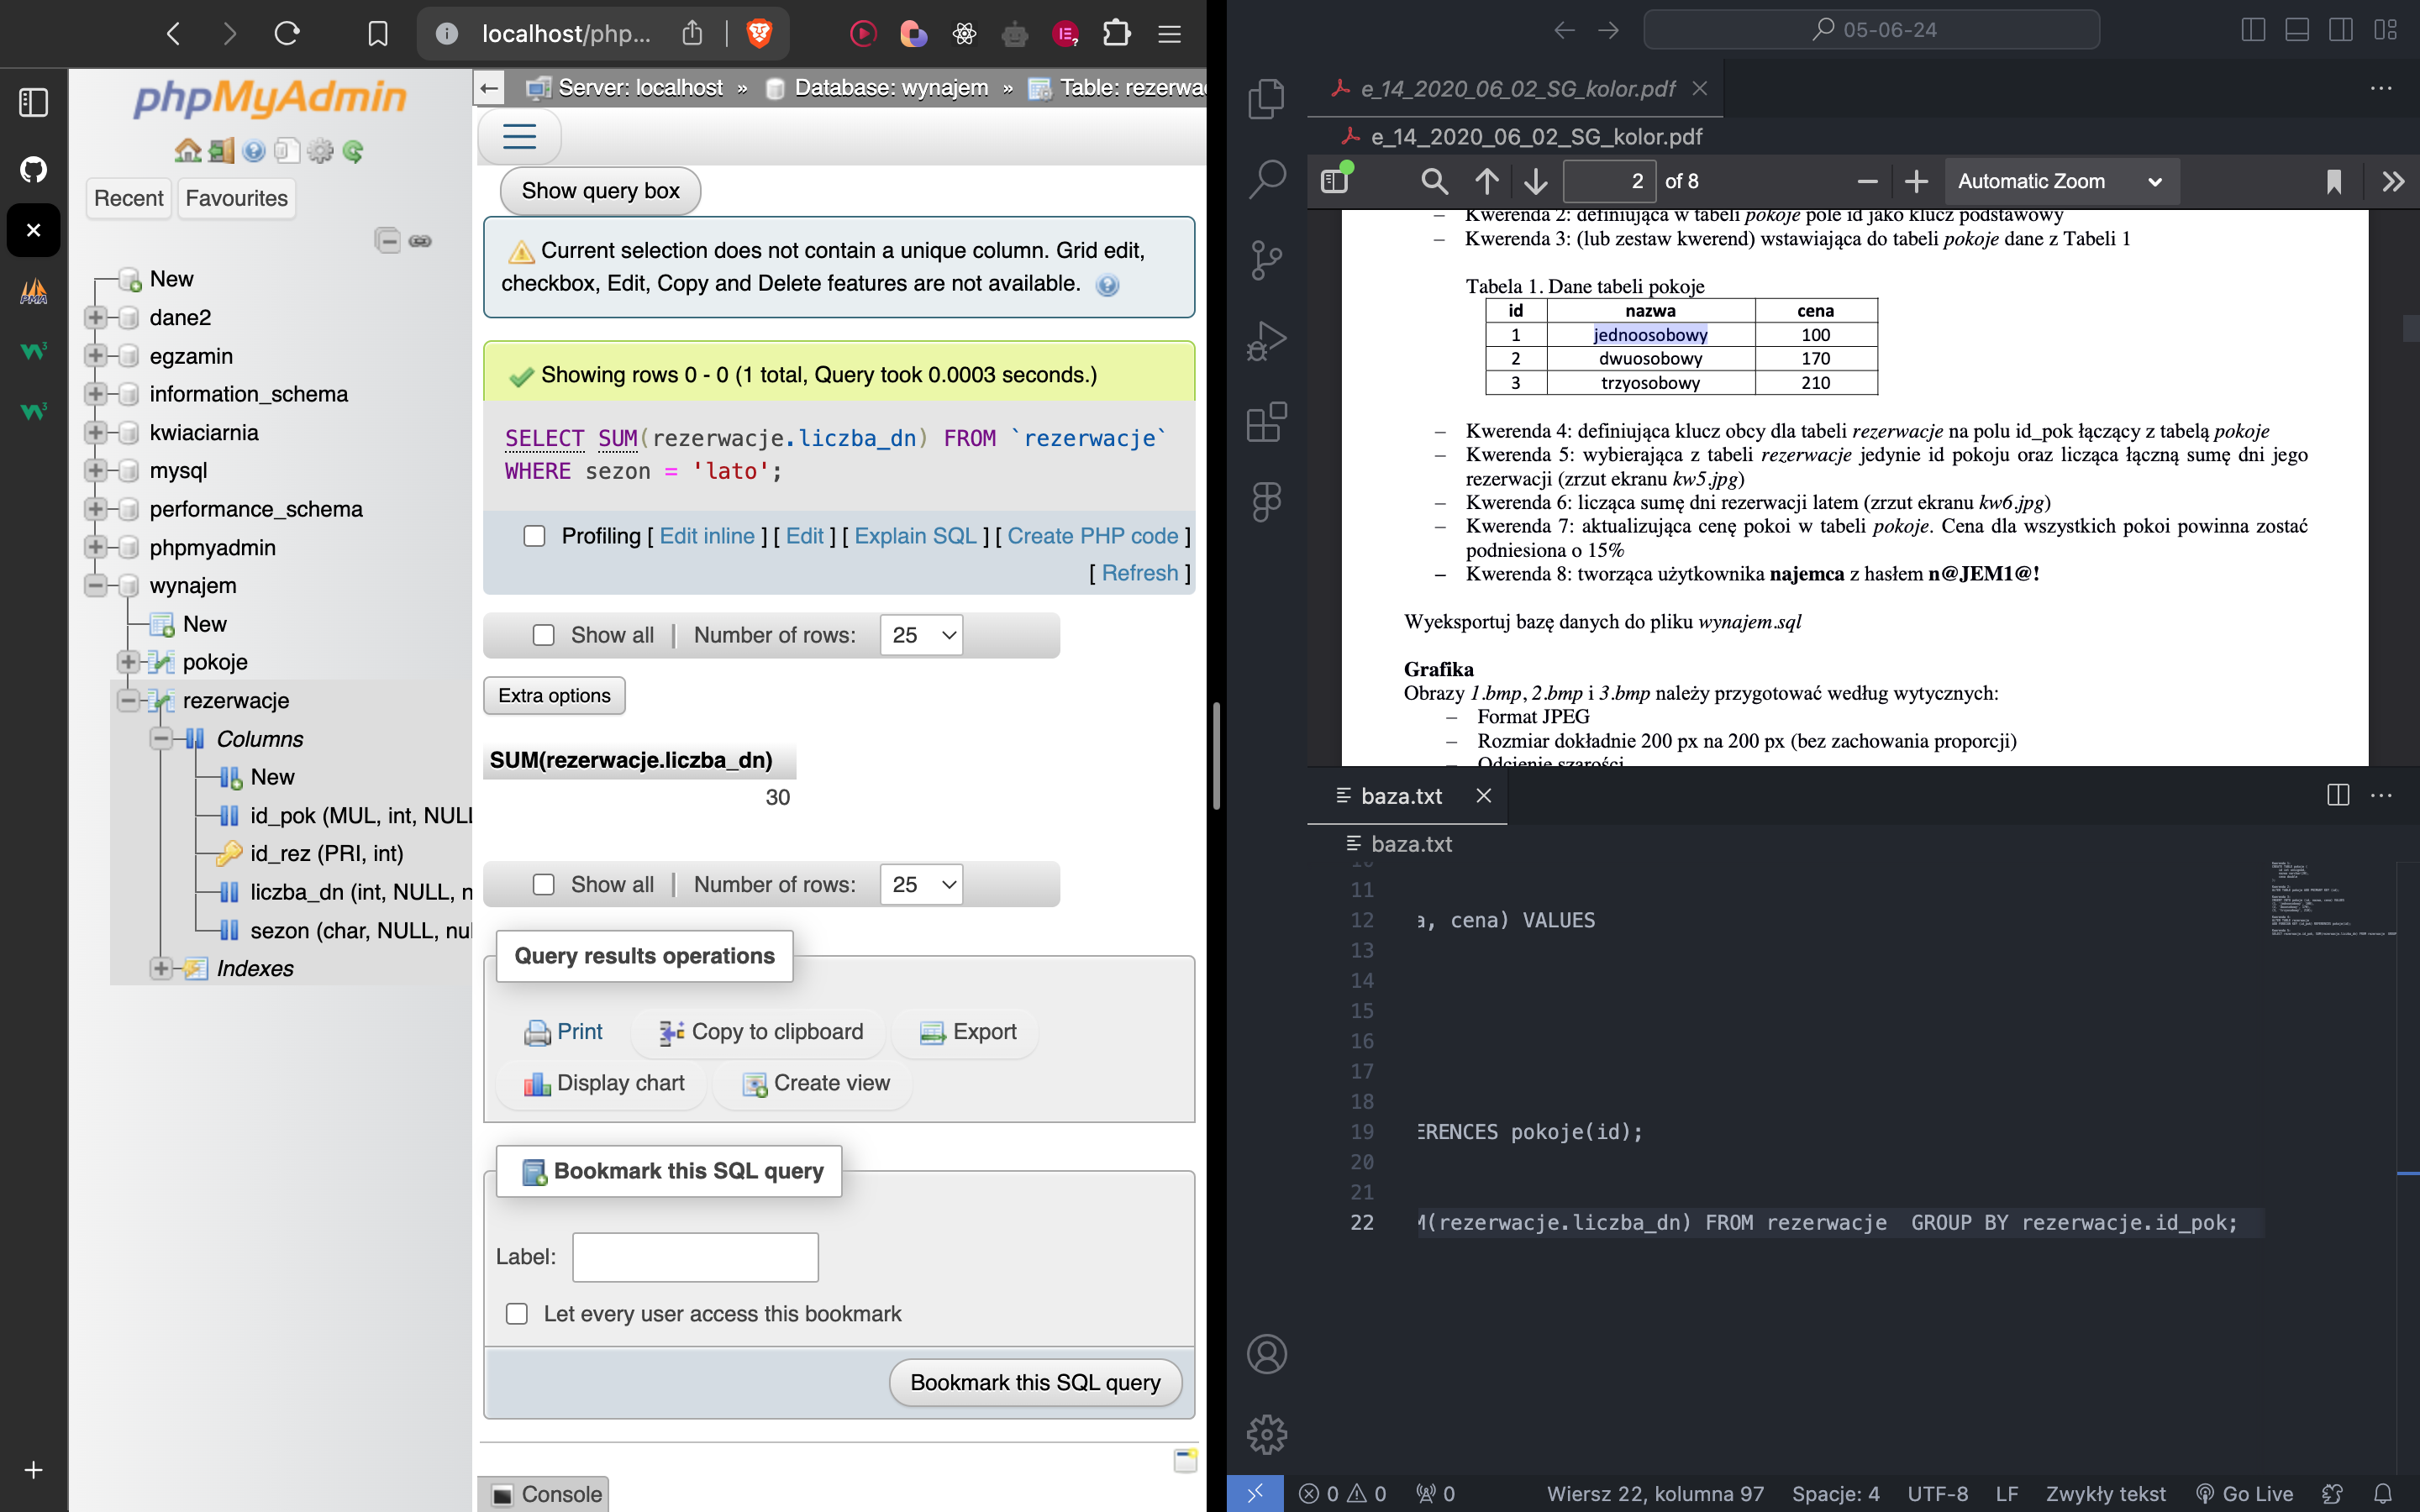 localhost/php...
phpMyAdmin
Recent
Favourites
New
dane2
egzamin
information_schema
kwiaciarnia
mysql
performance_schema
phpmyadmin
wynajem
New
pokoje
rezerwacje
Columns
New
id_pok (MUL, int, NULL
id_rez (PRI, int)
liczba_dn (int, NULL, n
sezon (char, NULL, nul
Indexes
Server: localhost » Database: wynajem » Table: rezerwa
Show query box
Current selection does not contain a unique column. Grid edit,
checkbox, Edit, Copy and Delete features are not available.
Showing rows 0 - 0 (1 total, Query took 0.0003 seconds.)
SELECT SUM(rezerwacje.liczba_dn) FROM `rezerwacje`
WHERE sezon = 'lato';
Profiling [ Edit inline ] [ Edit ] [ Explain SQL ] [ Create PHP code ]
[ Refresh ]
Show all | Number of rows: 25
Extra options
SUM(rezerwacje.liczba_dn)
30
Show all | Number of rows: 25
Query results operations
Print Copy to clipboard Export
Display chart Create view
Bookmark this SQL query
Label:
Let every user access this bookmark
Bookmark this SQL query
Console
05-06-24
e_14_2020_06_02_SG_kolor.pdf
e_14_2020_06_02_SG_kolor.pdf
2 of 8
Automatic Zoom
– Kwerenda 2: definiująca w tabeli pokoje pole id jako klucz podstawowy
– Kwerenda 3: (lub zestaw kwerend) wstawiająca do tabeli pokoje dane z Tabeli 1
Tabela 1. Dane tabeli pokoje
id nazwa cena
1 jednoosobowy 100
2 dwuosobowy 170
3 trzyosobowy 210
– Kwerenda 4: definiująca klucz obcy dla tabeli rezerwacje na polu id_pok łączący z tabelą pokoje
– Kwerenda 5: wybierająca z tabeli rezerwacje jedynie id pokoju oraz licząca łączną sumę dni jego
rezerwacji (zrzut ekranu kw5.jpg)
– Kwerenda 6: licząca sumę dni rezerwacji latem (zrzut ekranu kw6.jpg)
– Kwerenda 7: aktualizująca cenę pokoi w tabeli pokoje. Cena dla wszystkich pokoi powinna zostać
podniesiona o 15%
– Kwerenda 8: tworząca użytkownika najemca z hasłem n@JEM1@!
Wyeksportuj bazę danych do pliku wynajem.sql
Grafika
Obrazy 1.bmp, 2.bmp i 3.bmp należy przygotować według wytycznych:
– Format JPEG
– Rozmiar dokładnie 200 px na 200 px (bez zachowania proporcji)
– Odcienie szarości
baza.txt
baza.txt
10
11
12 a, cena) VALUES
13
14
15
16
17
18
19 ERENCES pokoje(id);
20
21
22 M(rezerwacje.liczba_dn) FROM rezerwacje GROUP BY rezerwacje.id_pok;
0 0 0 Wiersz 22, kolumna 97 Spacje: 4 UTF-8 LF Zwykły tekst Go Live